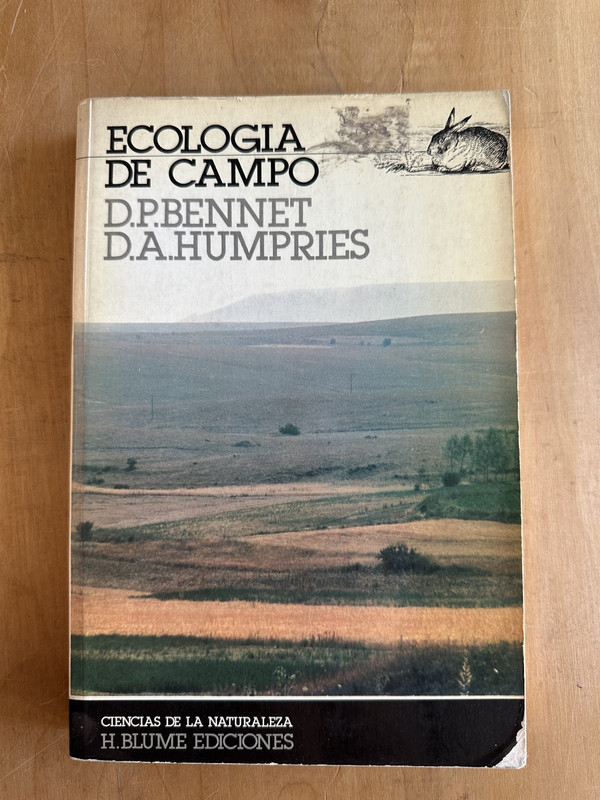 ECOLOGIA
DE CAMPO
D.P.BENNET
D.A.HUMPRIES
CIENCIAS DE LA NATURALEZA
H.BLUME EDICIONES